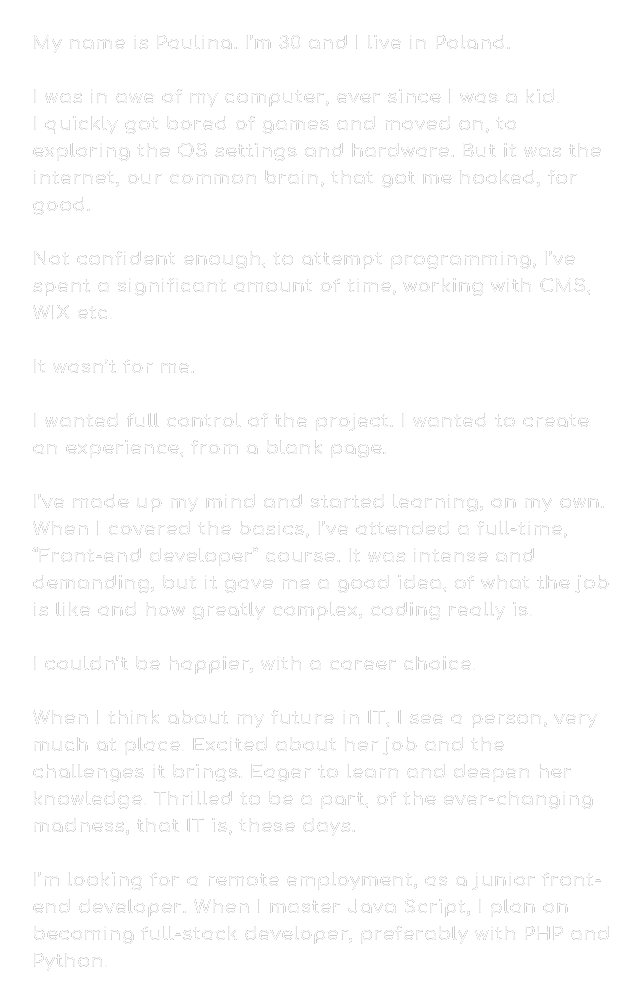 My name is Paulina. I'm 30 and I live in Poland.
I was in awe of my computer, ever since I was a kid.
I quickly got bored of games and moved on, to
exploring the OS settings and hardware. But it was the
internet, our common brain, that got me hooked, for
good.
Not confident enough, to attempt programming, I've
spent a significant amount of time, working with CMS,
WIX etc.
It wasn't for me.
I wanted full control of the project. I wanted to create
an experience, from a blank page.
I've made up my mind and started learning, on my own.
When I covered the basics, I've attended a full-time,
"Front-end developer" course. It was intense and
demanding, but it gave me a good idea, of what the job
is like and how greatly complex, coding really is.
I couldn't be happier, with a career choice.
When I think about my future in IT, I see a person, very
much at place. Excited about her job and the
challenges it brings. Eager to learn and deepen her
knowledge. Thrilled to be a part, of the ever-changing
madness, that IT is, these days.
I'm looking for a remote employment, as a junior front-
end developer. When I master Java Script, I plan on
becoming full-stack developer, preferably with PHP and
Python.